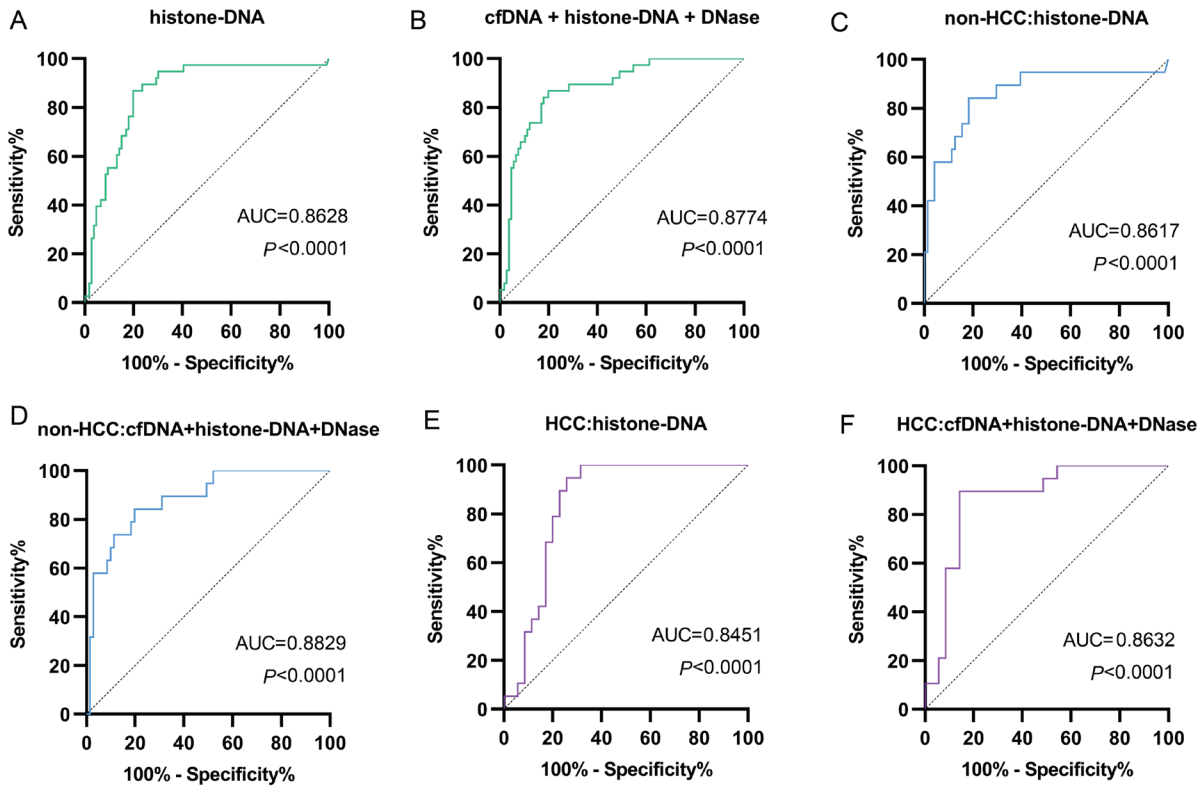 A
histone-DNA
100
80
60
40
20
0
Sensitivity%
AUC=0.8628
P<0.0001
0 20 40 60 80 100
100% - Specificity%
B
cfDNA + histone-DNA + DNase
100
80
60
40
20
0
Sensitivity%
AUC=0.8774
P<0.0001
0 20 40 60 80 100
100% - Specificity%
C
non-HCC:histone-DNA
100
80
60
40
20
0
Sensitivity%
AUC=0.8617
P<0.0001
0 20 40 60 80 100
100% - Specificity%
D
non-HCC:cfDNA+histone-DNA+DNase
100
80
60
40
20
0
Sensitivity%
AUC=0.8829
P<0.0001
0 20 40 60 80 100
100% - Specificity%
E
HCC:histone-DNA
100
80
60
40
20
0
Sensitivity%
AUC=0.8451
P<0.0001
0 20 40 60 80 100
100% - Specificity%
F
HCC:cfDNA+histone-DNA+DNase
100
80
60
40
20
0
Sensitivity%
AUC=0.8632
P<0.0001
0 20 40 60 80 100
100% - Specificity%